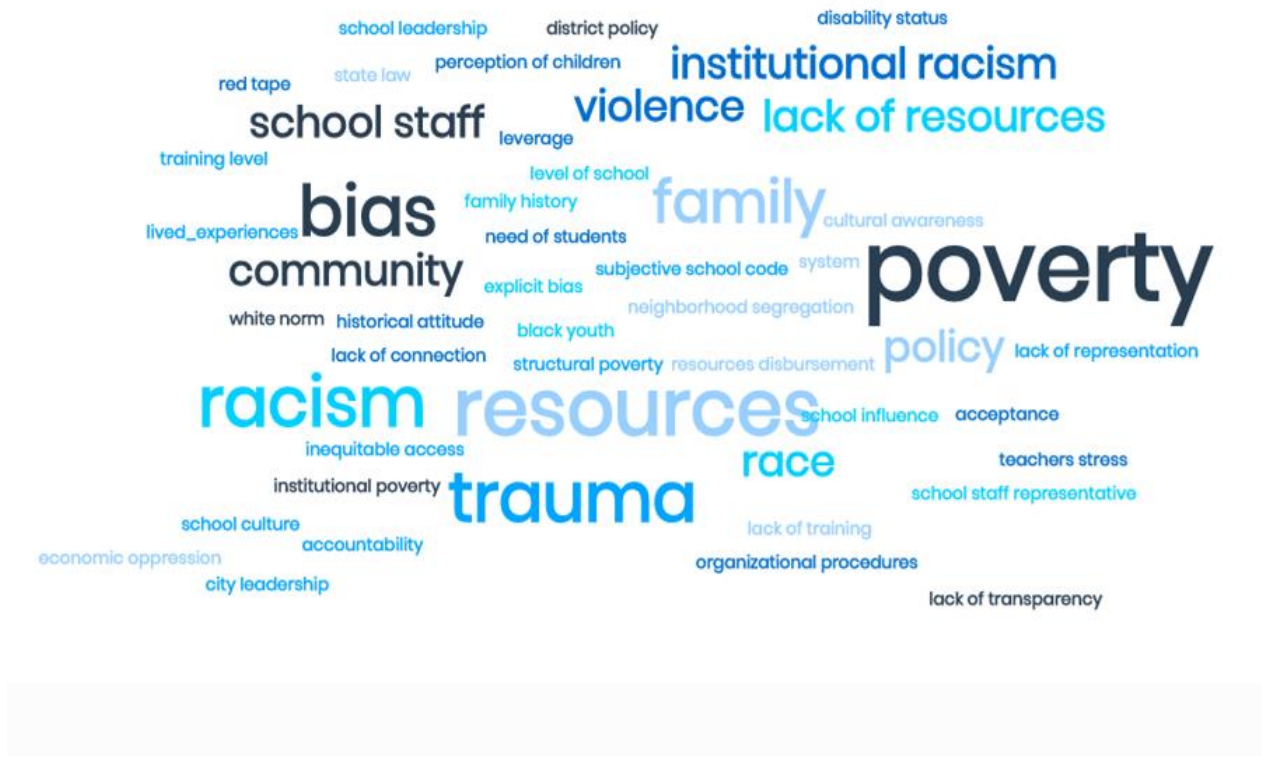 disability status
school leadership
district policy
institutional racism
perception of children
state law
red tape
violence
lack of resources
school staff
leverage
training level
level of school
bias
family
family history
cultural awareness
lived_experiences
need of students
community
subjective school code
system
poverty
explicit bias
neighborhood segregation
white norm
historical attitude
black youth
policy
lack of representation
lack of connection
structural poverty
resources disbursement
racism
resources
school influence
acceptance
inequitable access
race
teachers stress
institutional poverty
trauma
school staff representative
school culture
lack of training
accountability
economic oppression
organizational procedures
city leadership
lack of transparency